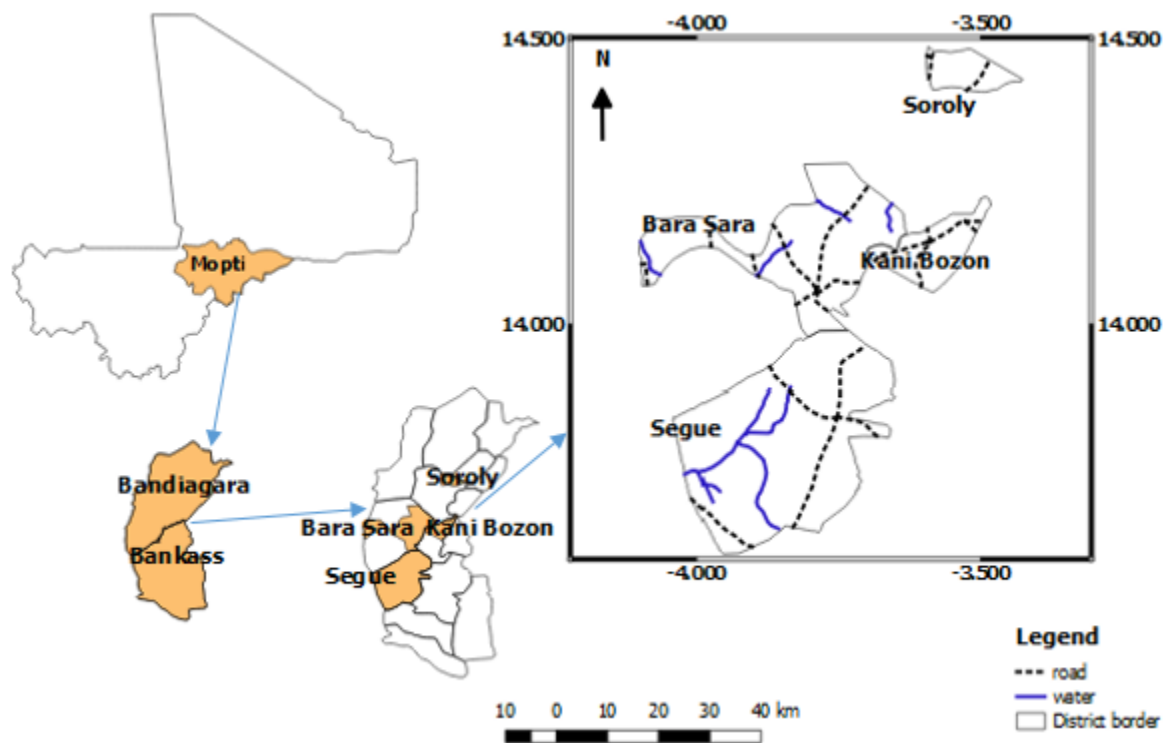 Mopti
Bandiagara
Bankass
Soroly
Bara Sara
Kani Bozon
Segue
-4.000
-3.500
14.500
14.500
N
Soroly
Bara Sara
Kani Bozon
14.000
14.000
Segue
-4.000
-3.500
Legend
road
water
District border
10 0 10 20 30 40 km